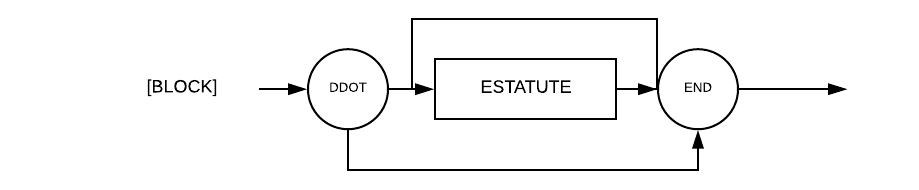 [BLOCK]
DDOT
ESTATUTE
END